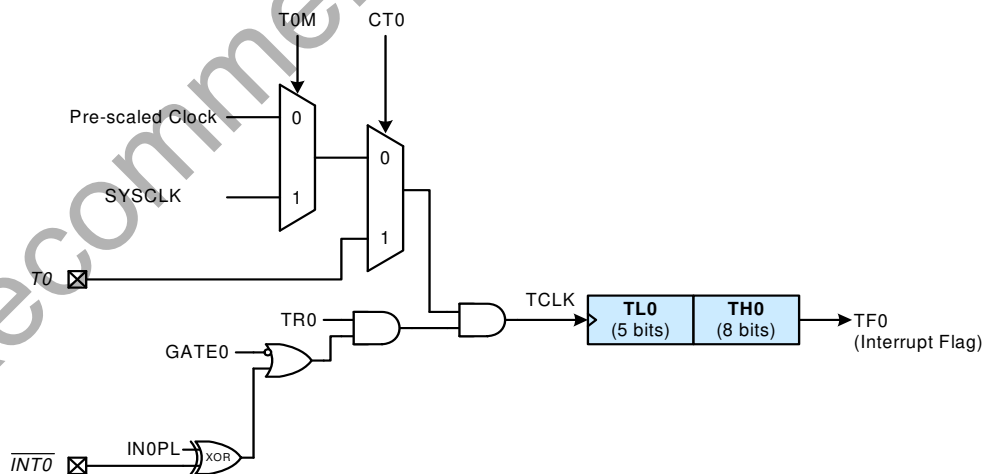 T0M
CT0
Pre-scaled Clock
0
0
SYSCLK
1
1
T0
TR0
TCLK
TL0
(5 bits)
TH0
(8 bits)
TF0
(Interrupt Flag)
GATE0
IN0PL
XOR
INT0
ecomme